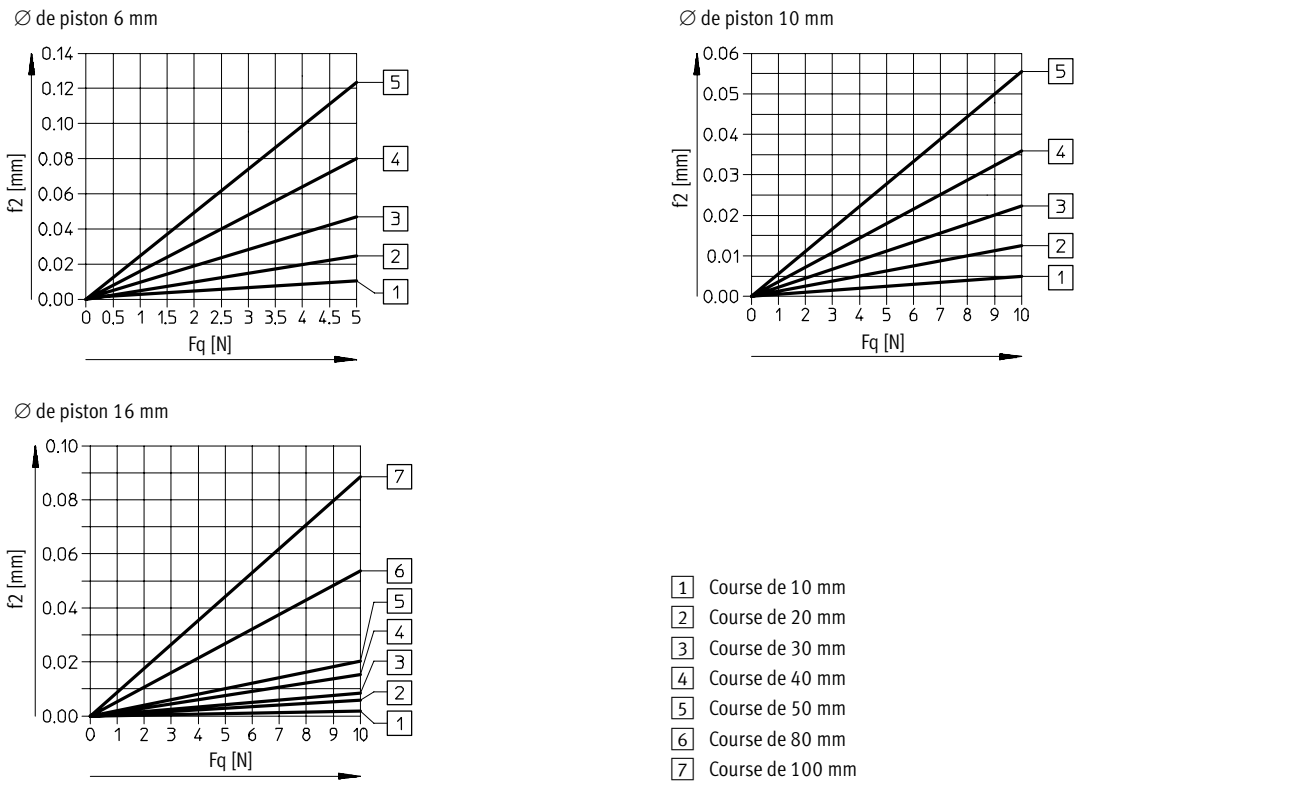 ∅ de piston 6 mm
0.14
0.12
0.10
0.08
0.06
0.04
0.02
0.00
f2 [mm]
0 0.5 1 1.5 2 2.5 3 3.5 4 4.5 5
Fq [N]
5
4
3
2
1
∅ de piston 10 mm
0.06
0.05
0.04
0.03
0.02
0.01
0.00
f2 [mm]
0 1 2 3 4 5 6 7 8 9 10
Fq [N]
5
4
3
2
1
∅ de piston 16 mm
0.10
0.08
0.06
0.04
0.02
0.00
f2 [mm]
0 1 2 3 4 5 6 7 8 9 10
Fq [N]
7
6
5
4
3
2
1
1 Course de 10 mm
2 Course de 20 mm
3 Course de 30 mm
4 Course de 40 mm
5 Course de 50 mm
6 Course de 80 mm
7 Course de 100 mm